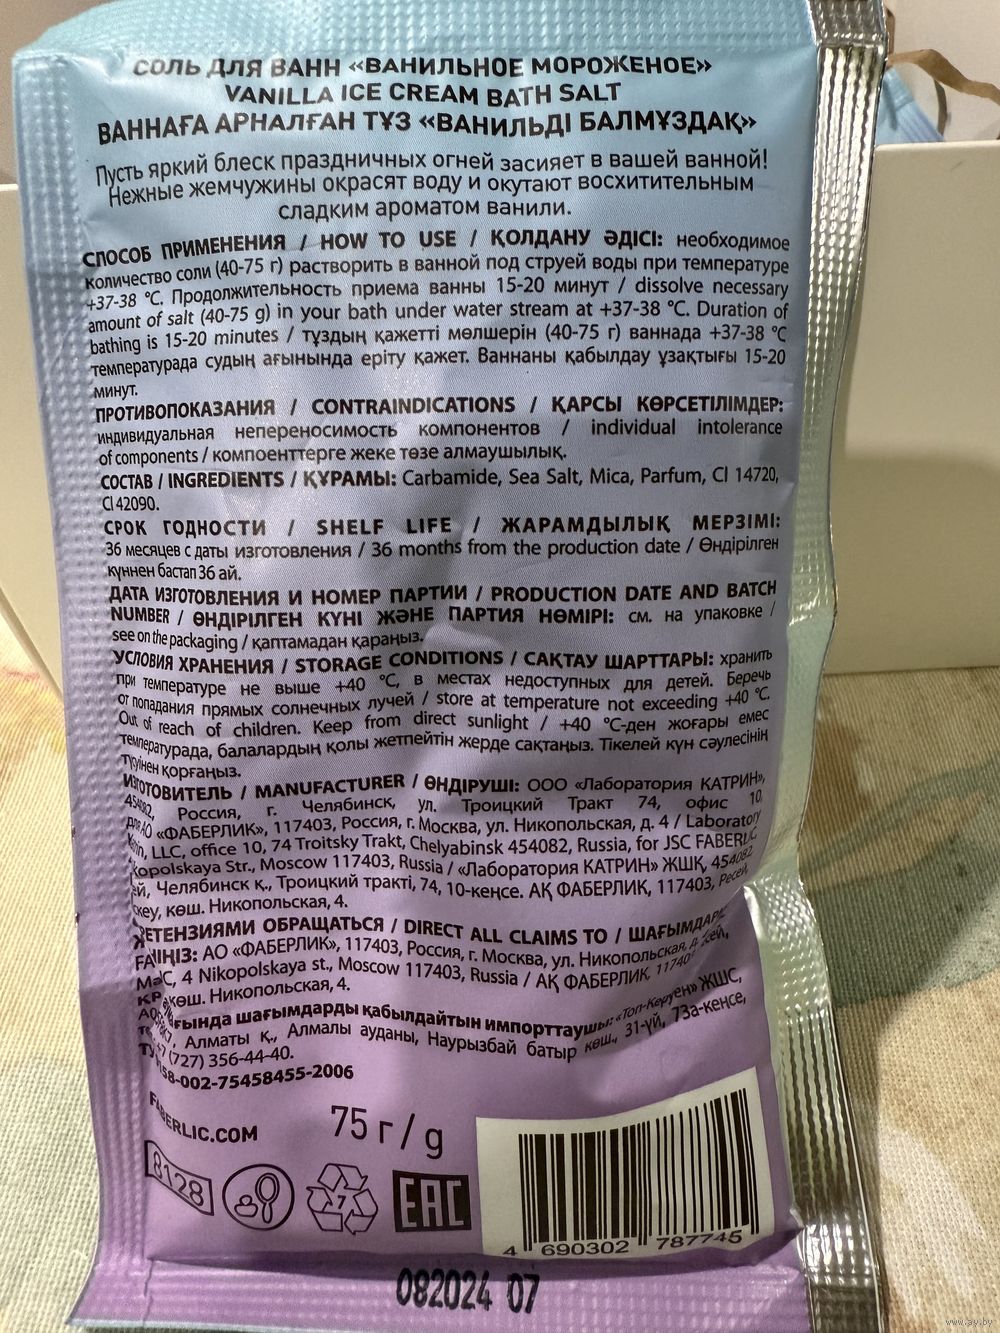 СОЛЬ ДЛЯ ВАНН «ВАНИЛЬНОЕ МОРОЖЕНОЕ»
VANILLA ICE CREAM BATH SALT
ВАННАҒА АРНАЛҒАН ТҰЗ «ВАНИЛЬДІ БАЛМҰЗДАҚ»
Пусть яркий блеск праздничных огней засияет в вашей ванной!
Нежные жемчужины окрасят воду и окутают восхитительным
сладким ароматом ванили.
СПОСОБ ПРИМЕНЕНИЯ / HOW TO USE / ҚОЛДАНУ ӘДІСІ: необходимое
количество соли (40-75 г) растворить в ванной под струей воды при температуре
+37-38 °C. Продолжительность приема ванны 15-20 минут / dissolve necessary
amount of salt (40-75 g) in your bath under water stream at +37-38 °C. Duration of
bathing is 15-20 minutes / тұздың қажетті мөлшерін (40-75 г) ваннада +37-38 °C
температурада судың ағынында еріту қажет. Ваннаны қабылдау ұзақтығы 15-20
минут.
ПРОТИВОПОКАЗАНИЯ / CONTRAINDICATIONS / ҚАРСЫ КӨРСЕТІЛІМДЕР:
индивидуальная непереносимость компонентов / individual intolerance
of components / компоненттерге жеке төзе алмаушылық.
СОСТАВ / INGREDIENTS / ҚҰРАМЫ: Carbamide, Sea Salt, Mica, Parfum, CI 14720,
CI 42090.
СРОК ГОДНОСТИ / SHELF LIFE / ЖАРАМДЫЛЫҚ МЕРЗІМІ:
36 месяцев с даты изготовления / 36 months from the production date / Өндірілген
күннен бастап 36 ай.
ДАТА ИЗГОТОВЛЕНИЯ И НОМЕР ПАРТИИ / PRODUCTION DATE AND BATCH
NUMBER / ӨНДІРІЛГЕН КҮНІ ЖӘНЕ ПАРТИЯ НӨМІРІ: см. на упаковке /
see on the packaging / қаптамадан қараңыз.
УСЛОВИЯ ХРАНЕНИЯ / STORAGE CONDITIONS / САҚТАУ ШАРТТАРЫ: хранить
при температуре не выше +40 °C, в местах недоступных для детей. Беречь
от попадания прямых солнечных лучей / store at temperature not exceeding +40 °C.
Out of reach of children. Keep from direct sunlight / +40 °C-ден жоғары емес
температурада, балалардың қолы жетпейтін жерде сақтаңыз. Тікелей күн сәулесінің
түсуінен қорғаңыз.
ИЗГОТОВИТЕЛЬ / MANUFACTURER / ӨНДІРУШІ: ООО «Лаборатория КАТРИН»,
454082, Россия, г. Челябинск, ул. Троицкий Тракт 74, офис 10,
для АО «ФАБЕРЛИК», 117403, Россия, г. Москва, ул. Никопольская, д. 4 / Laboratory
LLC, office 10, 74 Troitsky Trakt, Chelyabinsk 454082, Russia, for JSC FABERLIC
kopolskaya Str., Moscow 117403, Russia / «Лаборатория КАТРИН» ЖШҚ, 454082
ей, Челябинск қ., Троицкий тракті, 74, 10-кеңсе. АҚ ФАБЕРЛИК, 117403, Ресей,
скеу, көш. Никопольская, 4.
РЕТЕНЗИЯМИ ОБРАЩАТЬСЯ / DIRECT ALL CLAIMS TO / ШАҒЫМДАР
ІҢІЗ: АО «ФАБЕРЛИК», 117403, Россия, г. Москва, ул. Никопольская, д.
C, 4 Nikopolskaya st., Moscow 117403, Russia / АҚ ФАБЕРЛИК, 11740
көш. Никопольская, 4.
ғында шағымдарды қабылдайтын импорттаушы: «Топ-Керуен» ЖШС,
Алматы қ., Алмалы ауданы, Наурызбай батыр көш., 31-үй, 73а-кеңсе,
(727) 356-44-40.
58-002-75458455-2006
FABERLIC.COM
75 г / g
8128
7
EAC
4 690302 787745
082024 07
www.ay.by